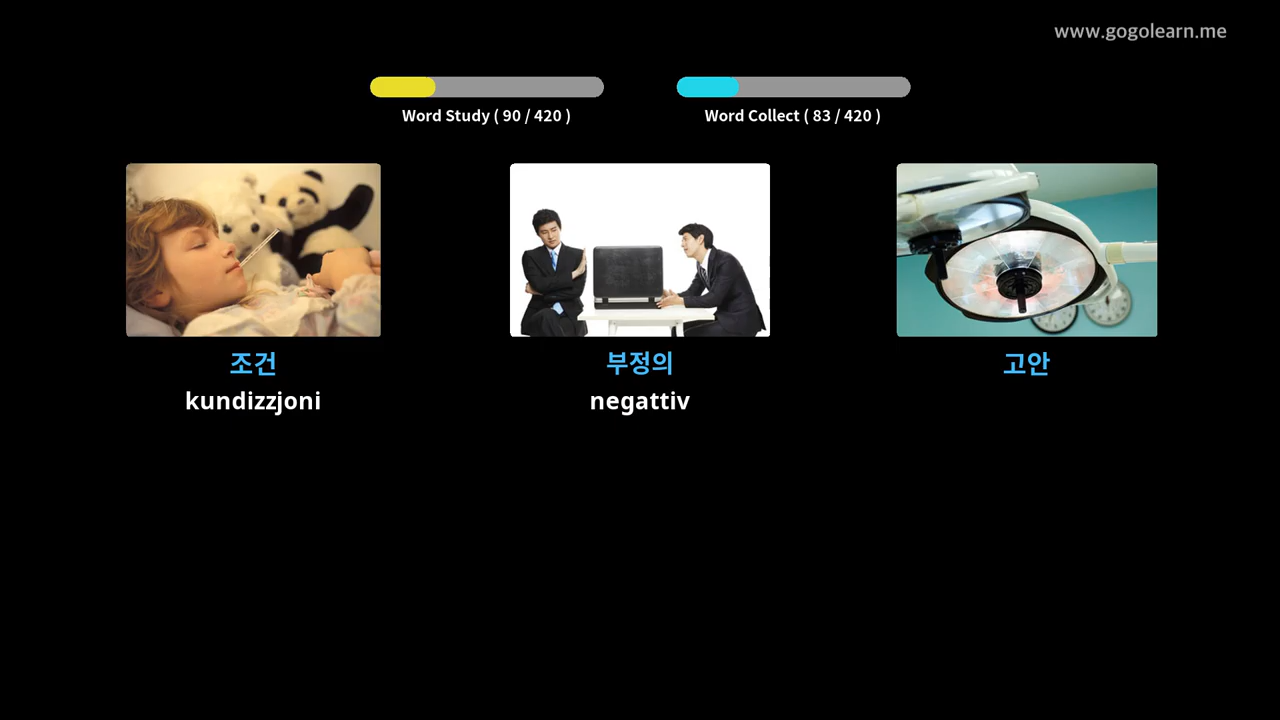 www.gogolearn.me
Word Study ( 90 / 420 )
Word Collect ( 83 / 420 )
조건
부정의
고안
kundizzjoni
negattiv